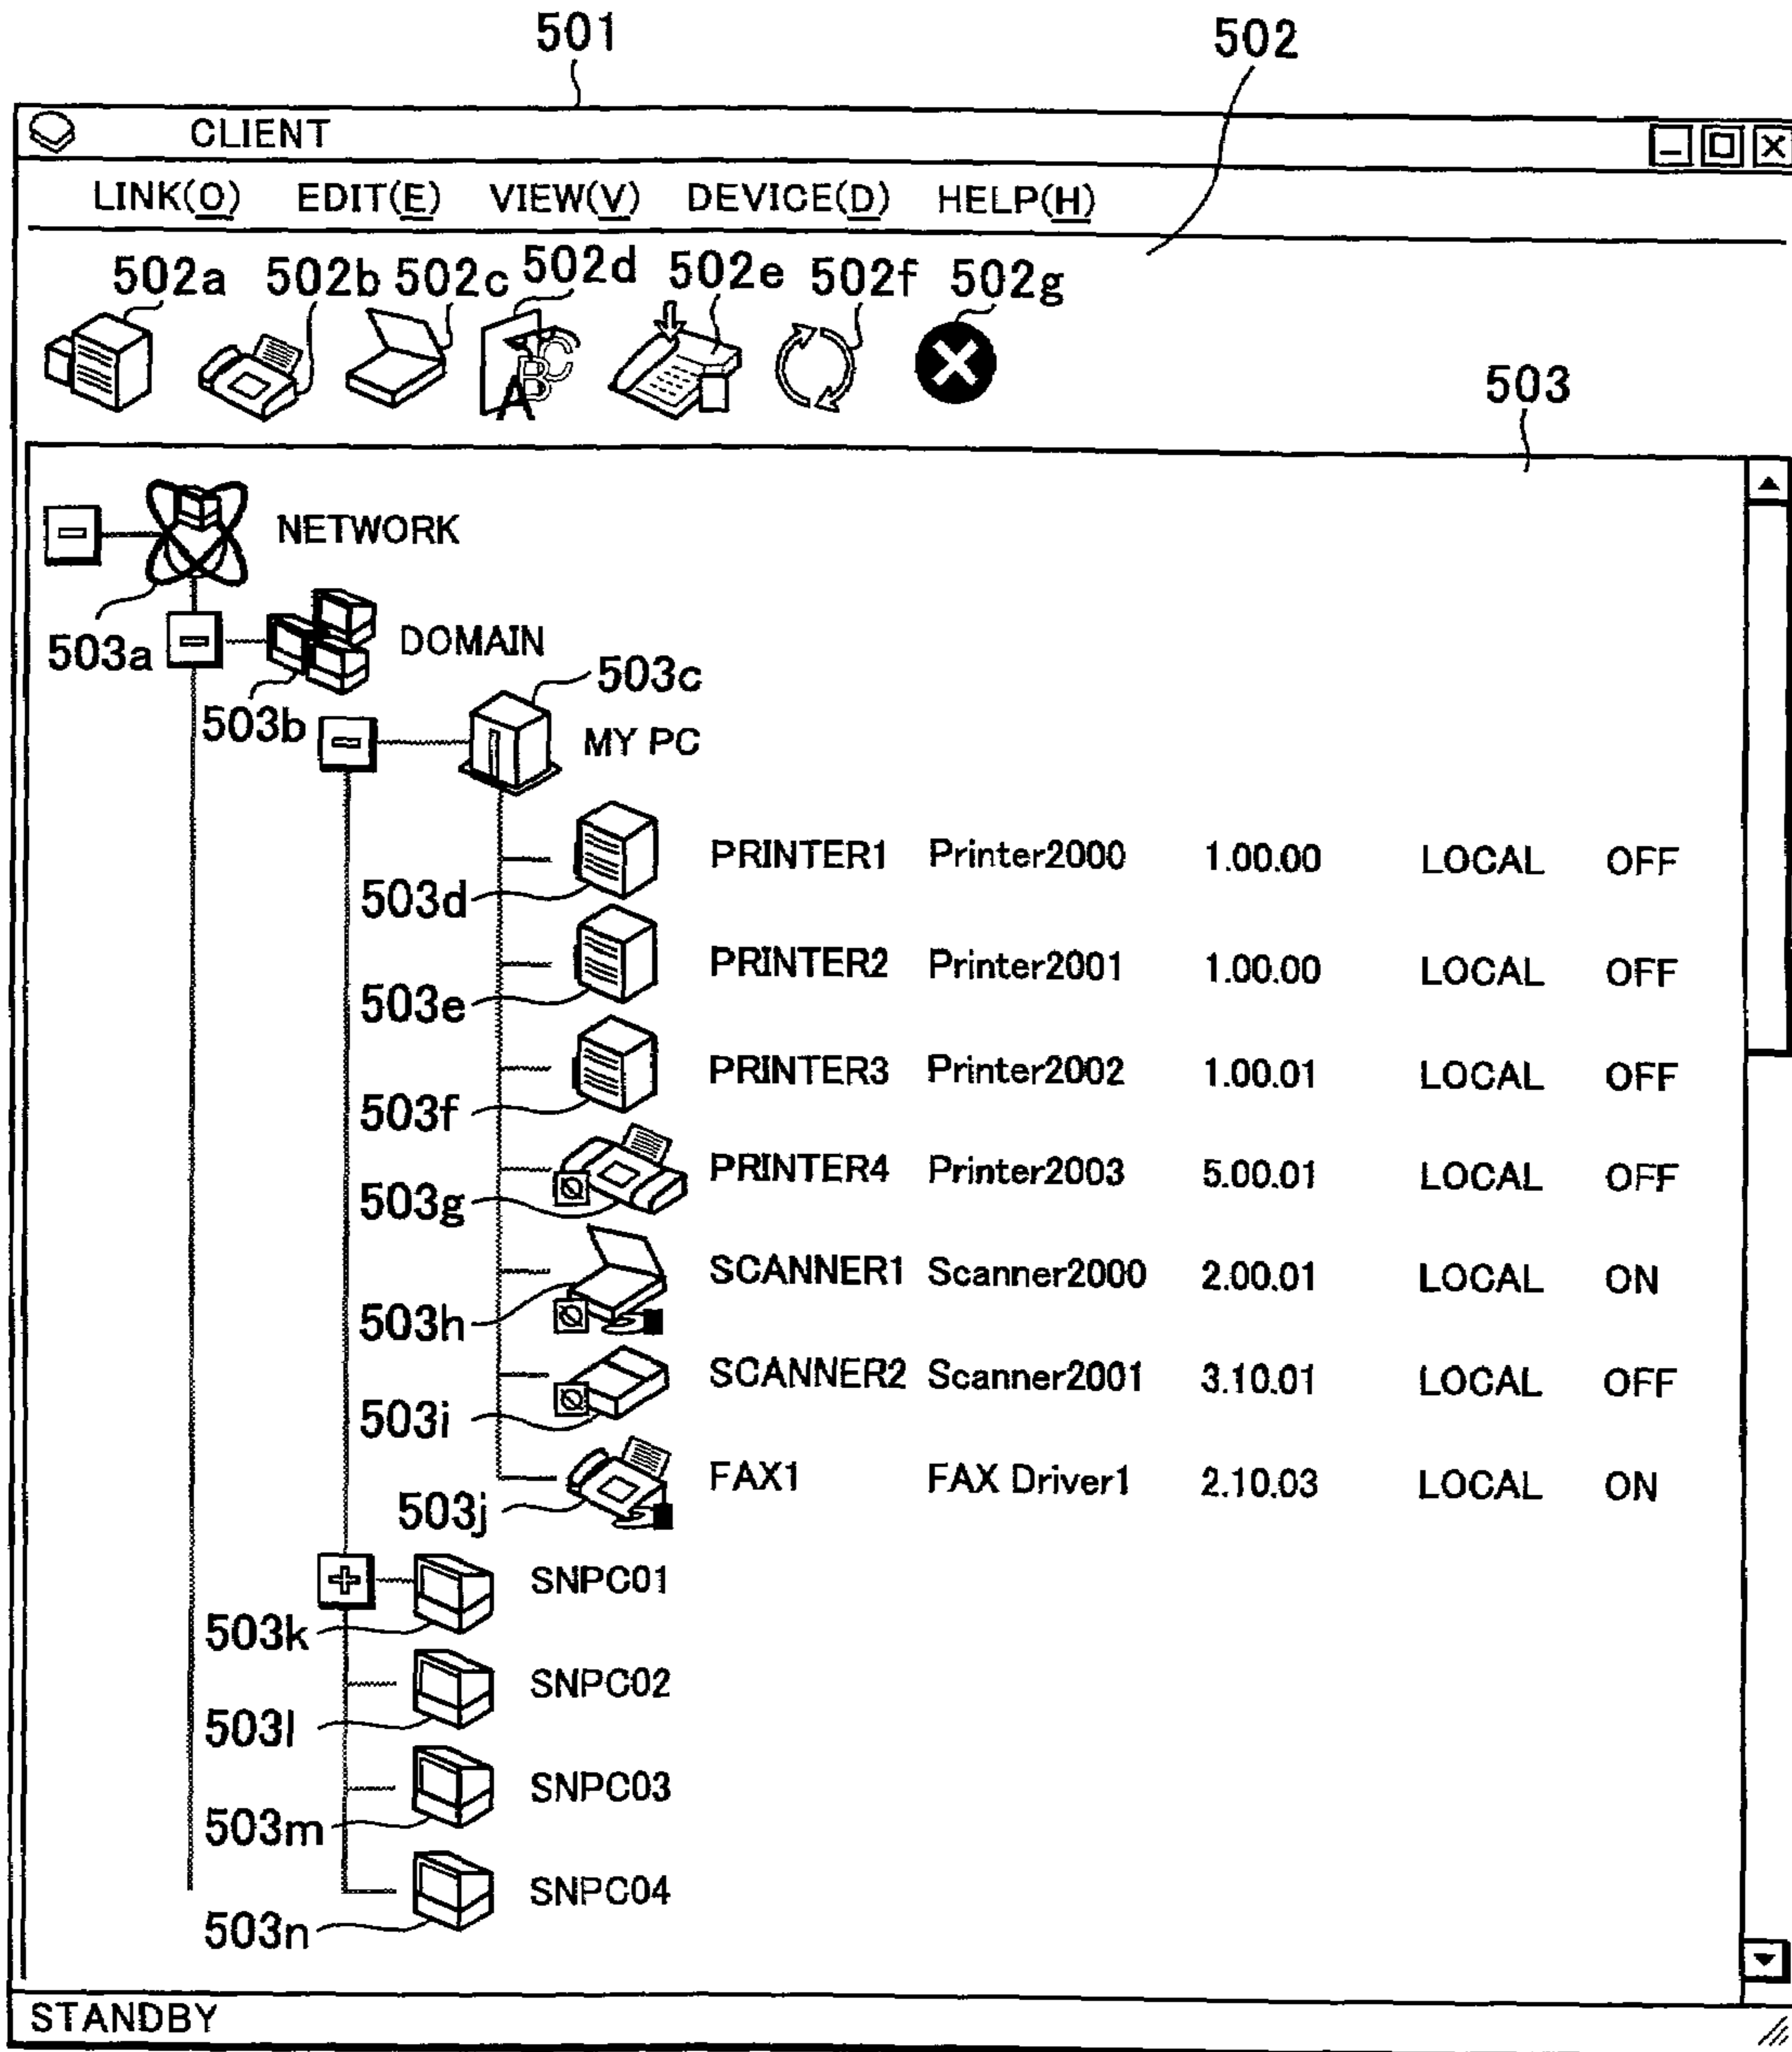 501
502
CLIENT
LINK(O) EDIT(E) VIEW(V) DEVICE(D) HELP(H)
502a 502b 502c 502d 502e 502f 502g
ABC
A
503
NETWORK
503a
DOMAIN
503b
503c
MY PC
PRINTER1 Printer2000 1.00.00 LOCAL OFF
503d
PRINTER2 Printer2001 1.00.00 LOCAL OFF
503e
PRINTER3 Printer2002 1.00.01 LOCAL OFF
503f
PRINTER4 Printer2003 5.00.01 LOCAL OFF
503g
SCANNER1 Scanner2000 2.00.01 LOCAL ON
503h
SCANNER2 Scanner2001 3.10.01 LOCAL OFF
503i
FAX1 FAX Driver1 2.10.03 LOCAL ON
503j
SNPC01
503k
SNPC02
503l
SNPC03
503m
SNPC04
503n
STANDBY